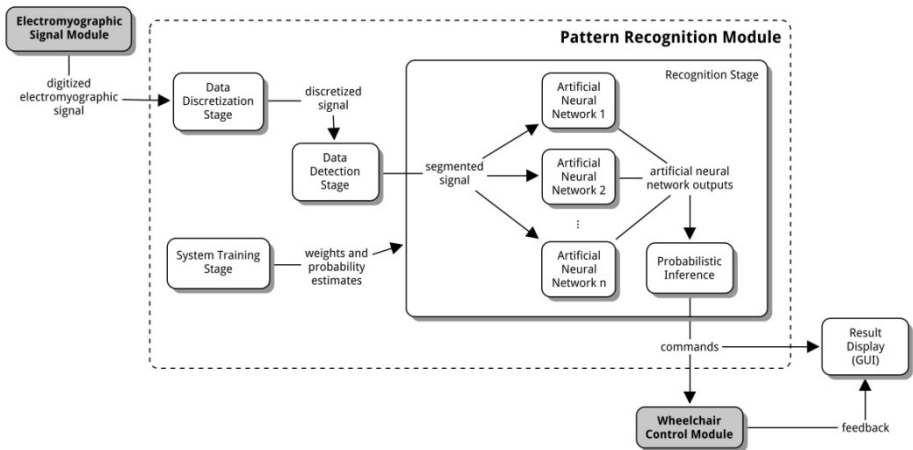 Electromyographic
Signal Module
digitized
electromyographic
signal
Pattern Recognition Module
Data
Discretization
Stage
discretized
signal
Data
Detection
Stage
Recognition Stage
segmented
signal
Artificial
Neural
Network 1
Artificial
Neural
Network 2
...
Artificial
Neural
Network n
artificial neural
network outputs
System Training
Stage
weights and
probability
estimates
Probabilistic
Inference
commands
Result
Display
(GUI)
Wheelchair
Control Module
feedback